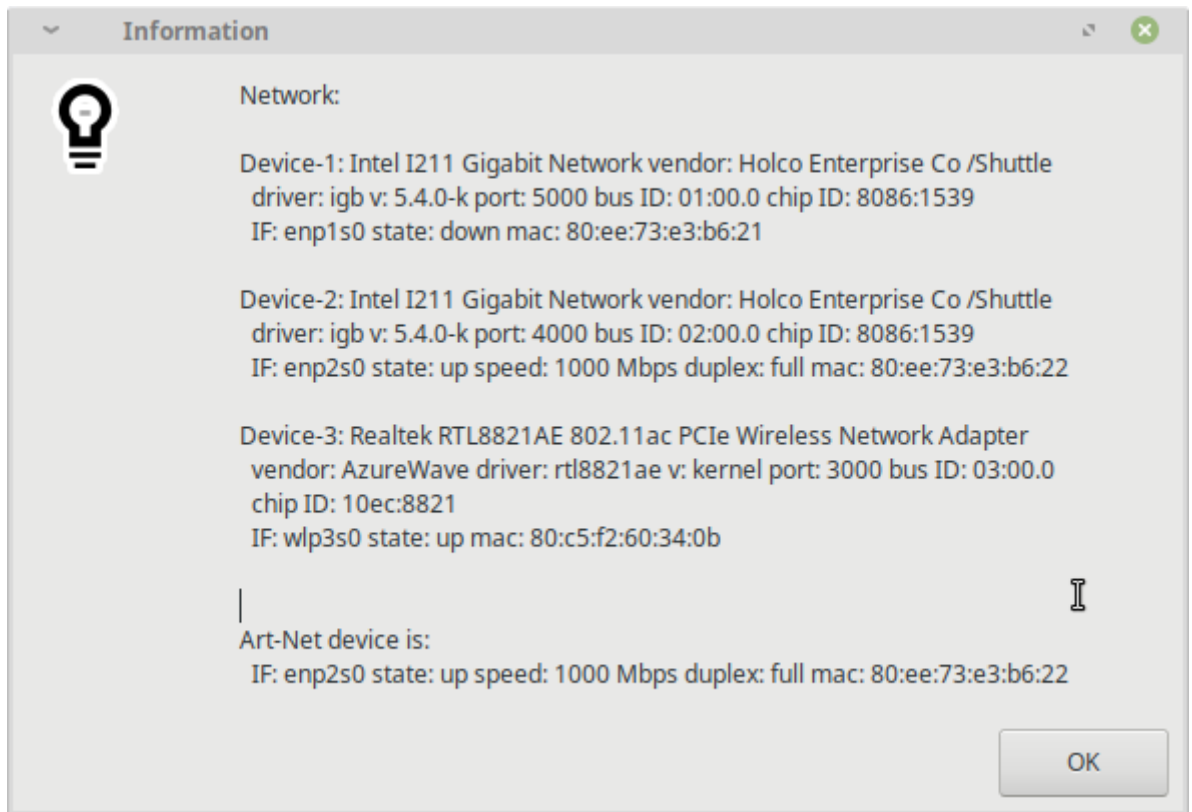 Information
Network:
Device-1: Intel I211 Gigabit Network vendor: Holco Enterprise Co /Shuttle
driver: igb v: 5.4.0-k port: 5000 bus ID: 01:00.0 chip ID: 8086:1539
IF: enp1s0 state: down mac: 80:ee:73:e3:b6:21
Device-2: Intel I211 Gigabit Network vendor: Holco Enterprise Co /Shuttle
driver: igb v: 5.4.0-k port: 4000 bus ID: 02:00.0 chip ID: 8086:1539
IF: enp2s0 state: up speed: 1000 Mbps duplex: full mac: 80:ee:73:e3:b6:22
Device-3: Realtek RTL8821AE 802.11ac PCIe Wireless Network Adapter
vendor: AzureWave driver: rtl8821ae v: kernel port: 3000 bus ID: 03:00.0
chip ID: 10ec:8821
IF: wlp3s0 state: up mac: 80:c5:f2:60:34:0b
Art-Net device is:
IF: enp2s0 state: up speed: 1000 Mbps duplex: full mac: 80:ee:73:e3:b6:22
OK